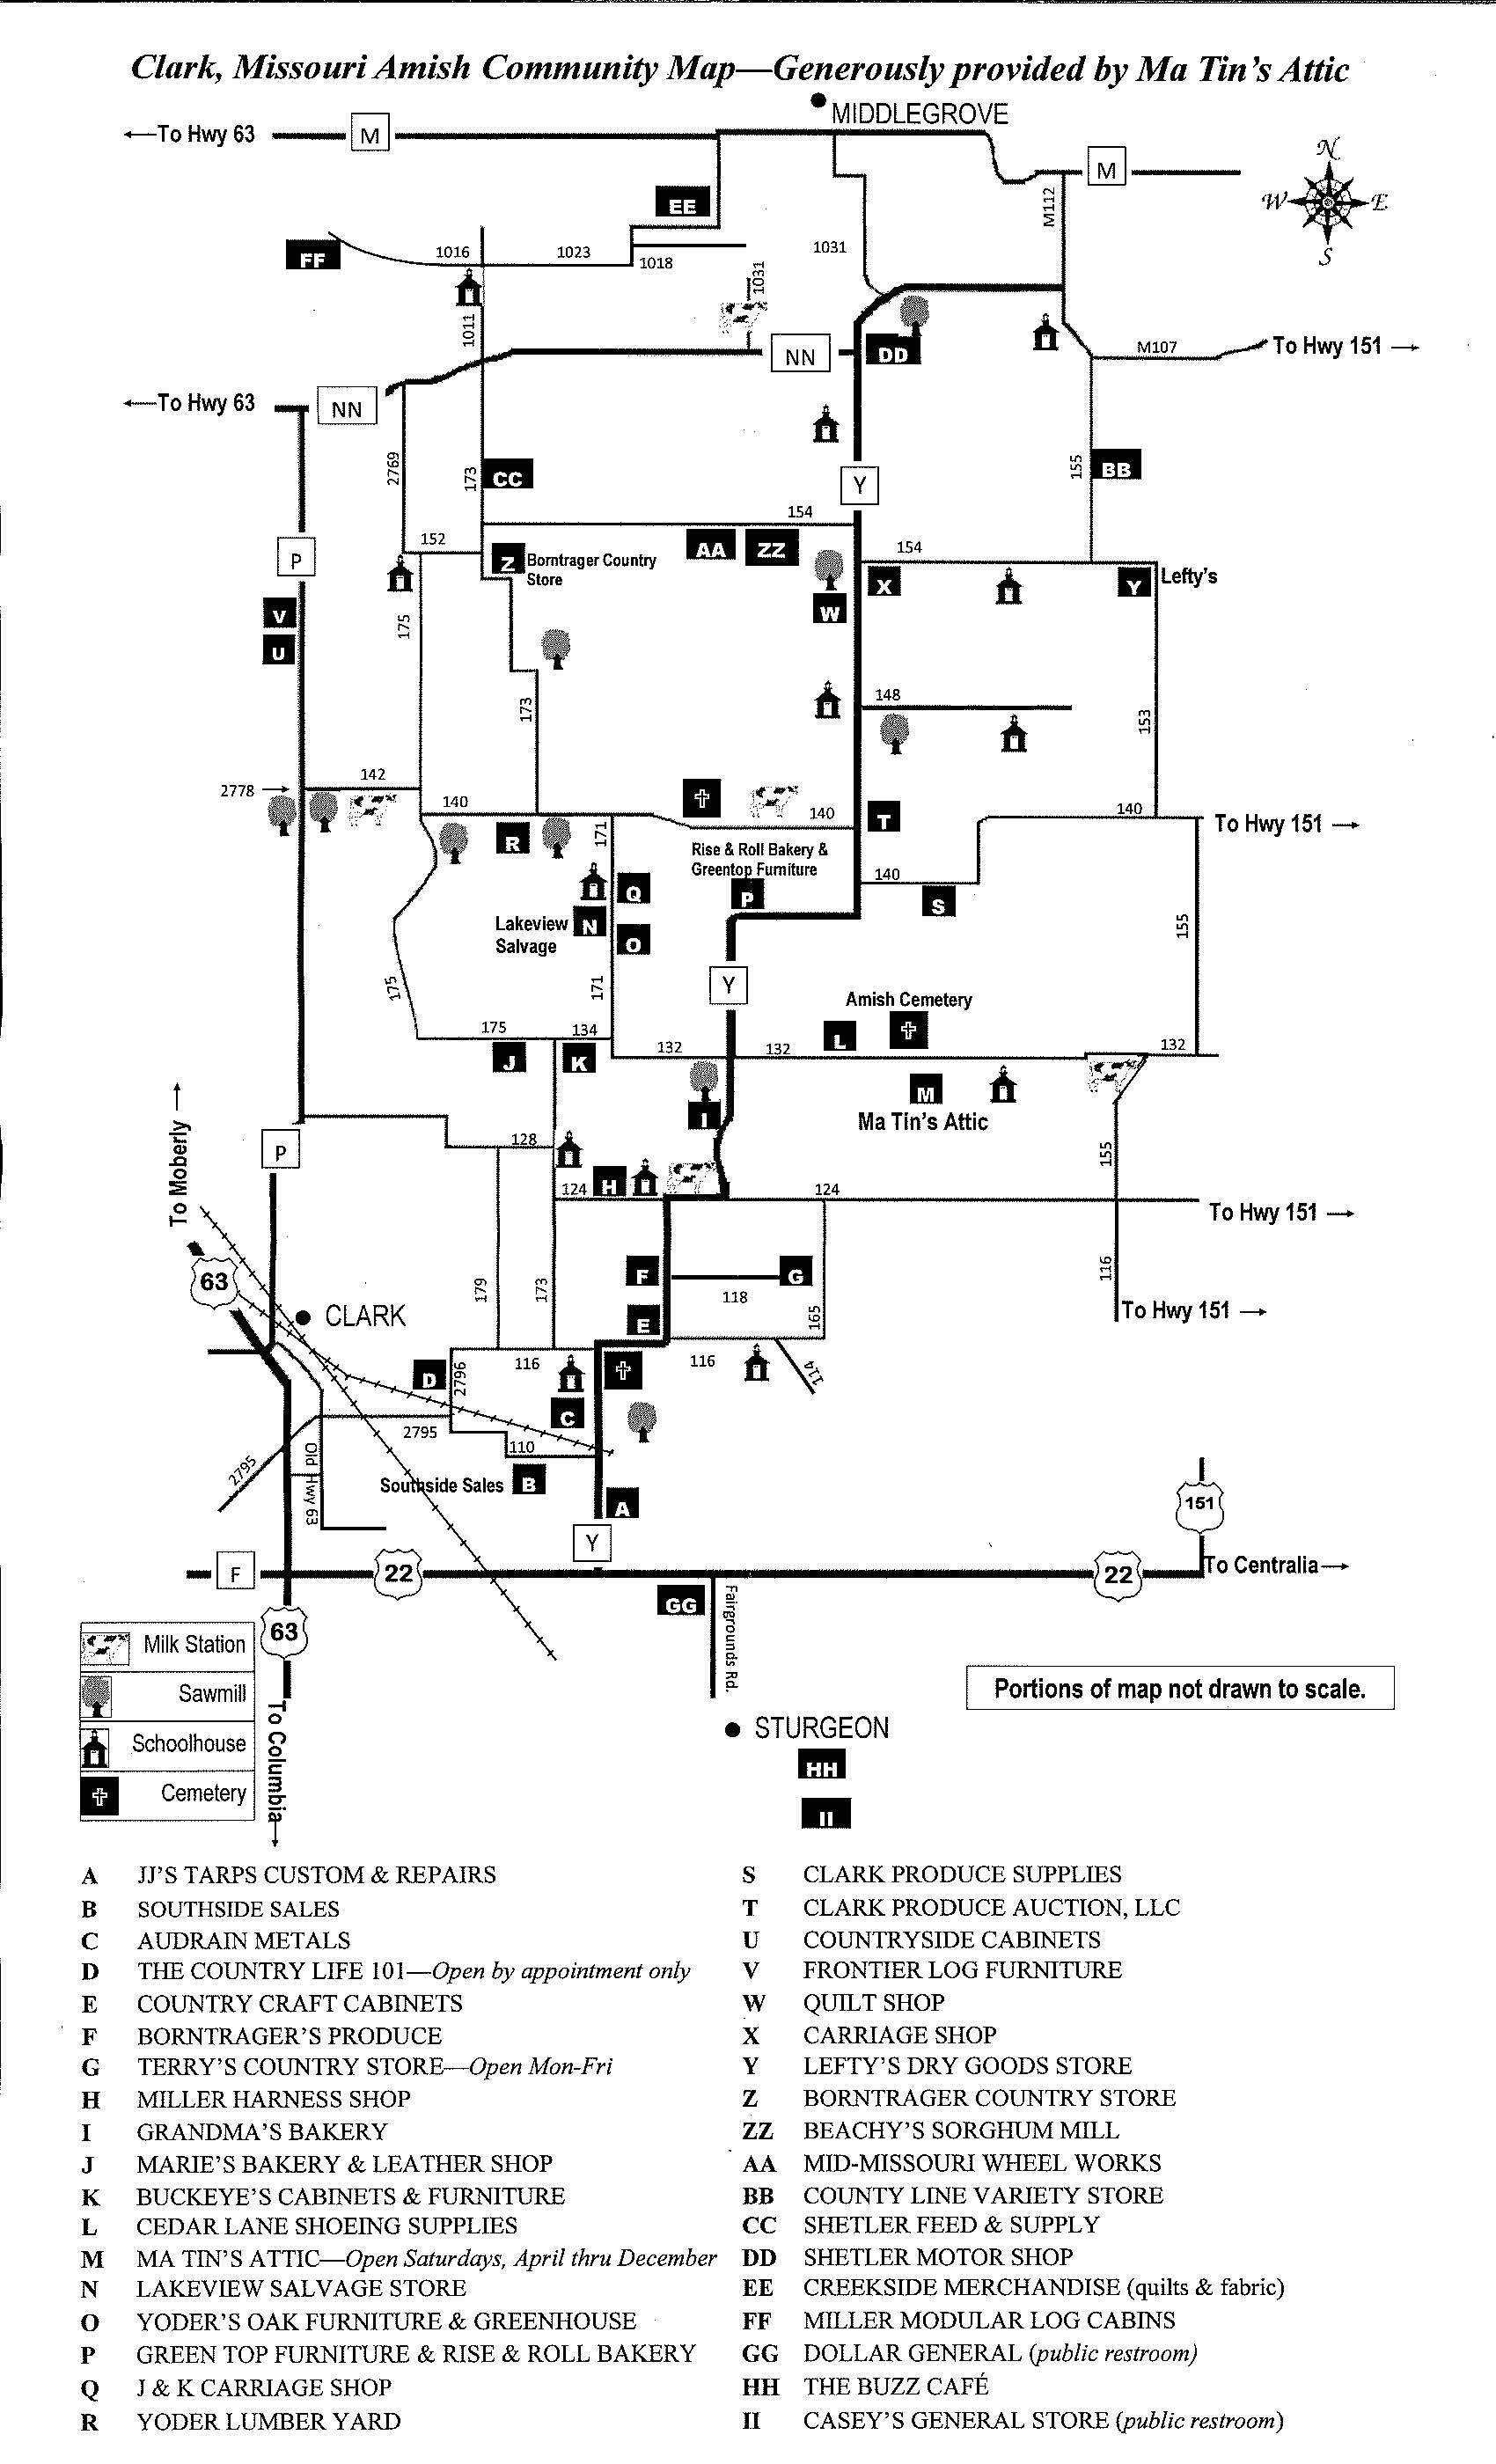 Clark, Missouri Amish Community Map—Generously provided by Ma Tin's Attic
MIDDLEGROVE
←To Hwy 63
M
M
N
W
E
S
EE
M112
FF
1016
1023
1018
1031
1031
1011
NN
DD
M107
To Hwy 151 →
←To Hwy 63
NN
2769
173
CC
155
BB
Y
154
P
152
Z
Borntrager Country
Store
AA
ZZ
154
X
Y
Lefty's
W
V
U
175
173
148
153
2778 →
142
140
140
T
140
To Hwy 151 →
R
171
Rise & Roll Bakery &
Greentop Furniture
P
140
S
Q
Lakeview
Salvage
N
O
155
175
171
Y
Amish Cemetery
L
175
134
132
132
132
J
K
M
Ma Tin's Attic
I
To Moberly →
P
128
155
124
H
124
To Hwy 151 →
63
F
G
118
179
173
165
116
To Hwy 151 →
CLARK
E
D
2796
116
116
114
C
2795
110
2795
Old Hwy 63
Southside Sales
B
A
151
Y
F
22
22
To Centralia→
GG
Fairgrounds Rd.
63
Milk Station
Sawmill
Schoolhouse
Cemetery
To Columbia→
Portions of map not drawn to scale.
STURGEON
HH
II
A JJ'S TARPS CUSTOM & REPAIRS
B SOUTHSIDE SALES
C AUDRAIN METALS
D THE COUNTRY LIFE 101—Open by appointment only
E COUNTRY CRAFT CABINETS
F BORNTRAGER'S PRODUCE
G TERRY'S COUNTRY STORE—Open Mon-Fri
H MILLER HARNESS SHOP
I GRANDMA'S BAKERY
J MARIE'S BAKERY & LEATHER SHOP
K BUCKEYE'S CABINETS & FURNITURE
L CEDAR LANE SHOEING SUPPLIES
M MA TIN'S ATTIC—Open Saturdays, April thru December
N LAKEVIEW SALVAGE STORE
O YODER'S OAK FURNITURE & GREENHOUSE
P GREEN TOP FURNITURE & RISE & ROLL BAKERY
Q J & K CARRIAGE SHOP
R YODER LUMBER YARD
S CLARK PRODUCE SUPPLIES
T CLARK PRODUCE AUCTION, LLC
U COUNTRYSIDE CABINETS
V FRONTIER LOG FURNITURE
W QUILT SHOP
X CARRIAGE SHOP
Y LEFTY'S DRY GOODS STORE
Z BORNTRAGER COUNTRY STORE
ZZ BEACHY'S SORGHUM MILL
AA MID-MISSOURI WHEEL WORKS
BB COUNTY LINE VARIETY STORE
CC SHETLER FEED & SUPPLY
DD SHETLER MOTOR SHOP
EE CREEKSIDE MERCHANDISE (quilts & fabric)
FF MILLER MODULAR LOG CABINS
GG DOLLAR GENERAL (public restroom)
HH THE BUZZ CAFÉ
II CASEY'S GENERAL STORE (public restroom)